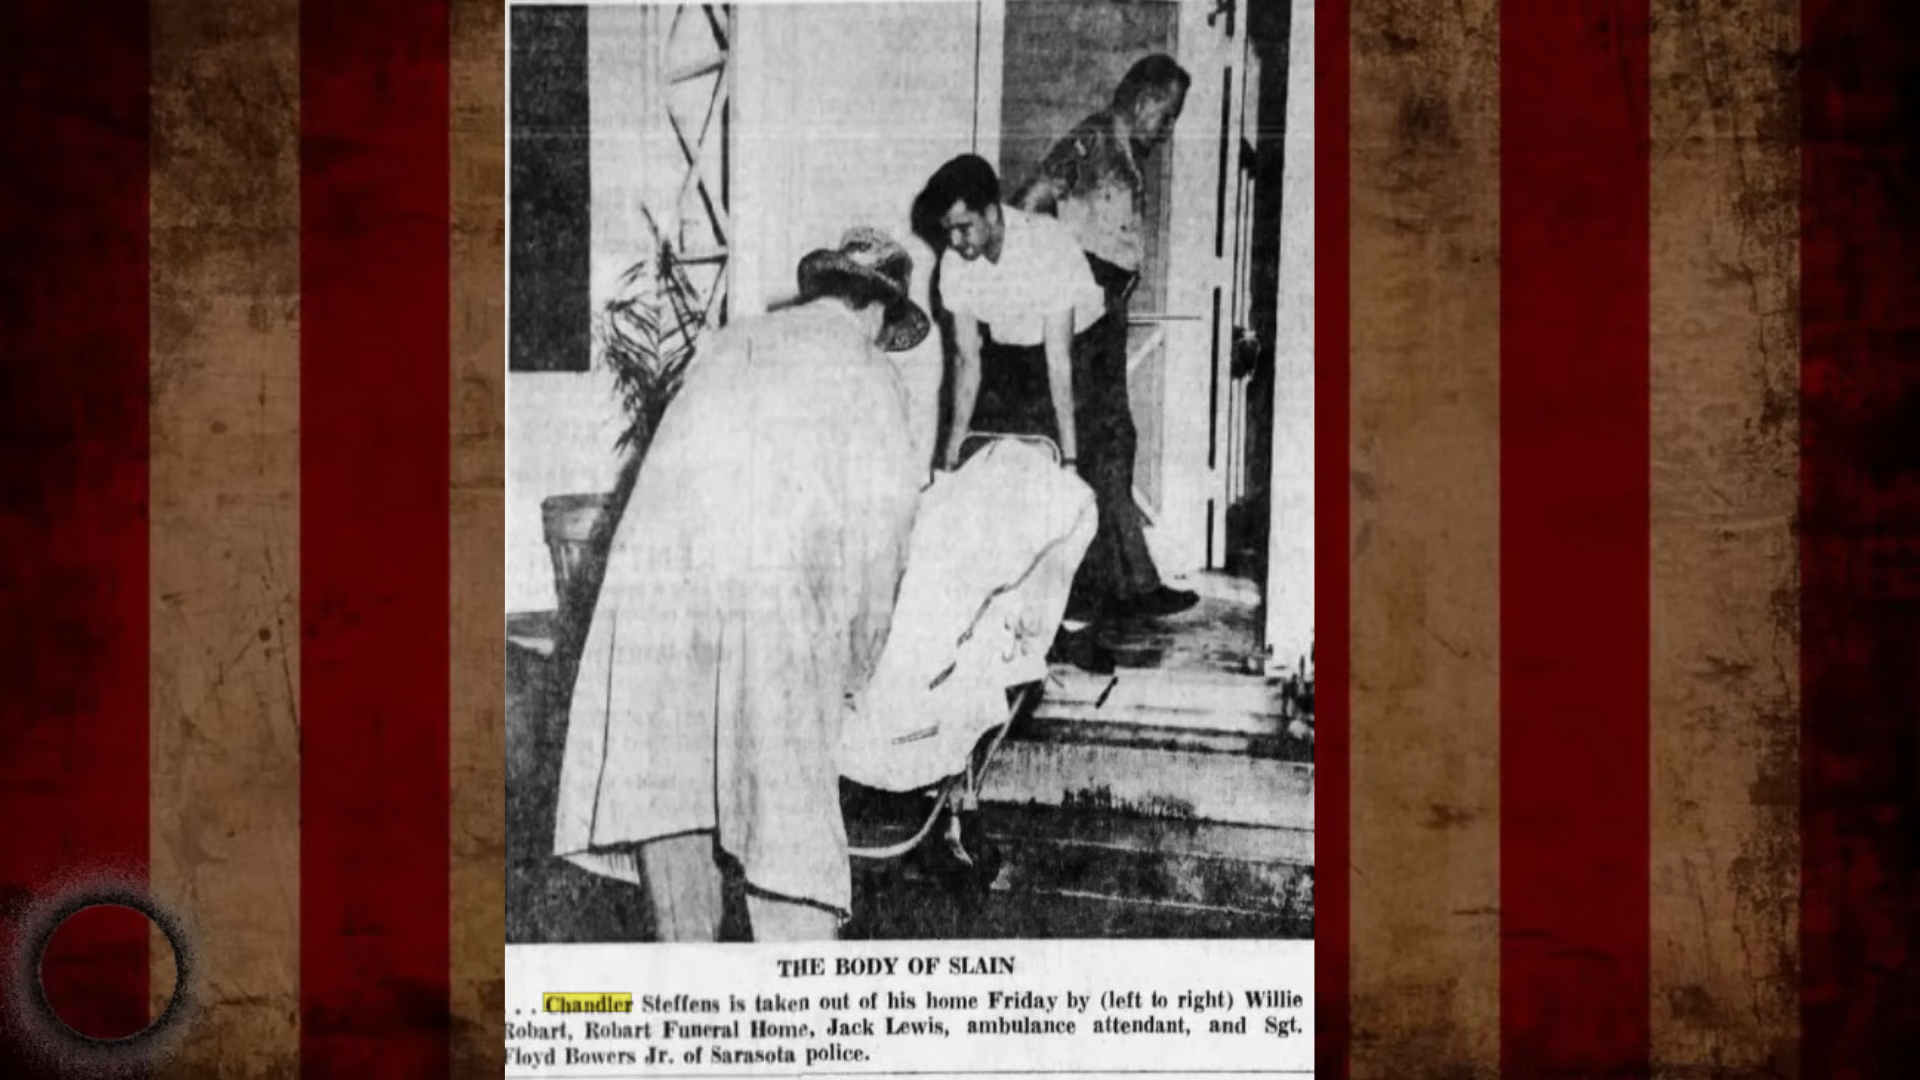 THE BODY OF SLAIN
. . Chandler Steffens is taken out of his home Friday by (left to right) Willie
Robart, Robart Funeral Home, Jack Lewis, ambulance attendant, and Sgt.
Floyd Bowers Jr. of Sarasota police.